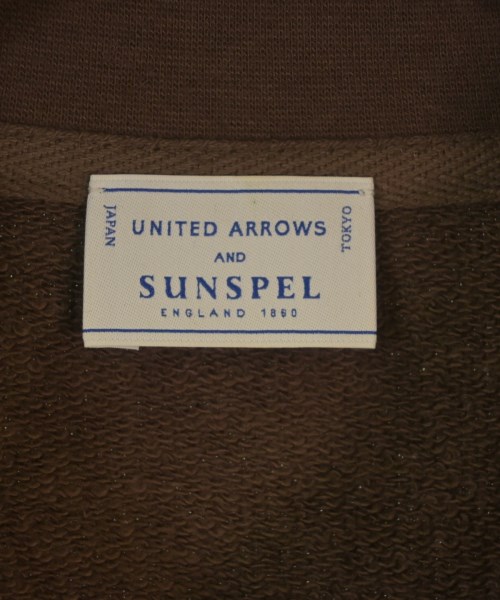 JAPAN
UNITED ARROWS
TOKYO
AND
SUNSPEL
ENGLAND 1860